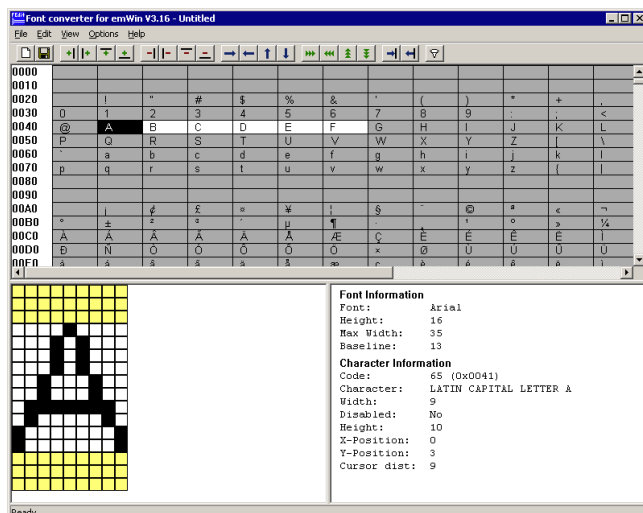 Font converter for emWin V3.16 - Untitled
File Edit View Options Help
0000
0010
0020 ! " # $ % & ' ( ) * + ,
0030 0 1 2 3 4 5 6 7 8 9 : ; <
0040 @ A B C D E F G H I J K L
0050 P Q R S T U V W X Y Z [ \
0060 ` a b c d e f g h i j k l
0070 p q r s t u v w x y z { |
0080
0090
00A0 ¡ ¢ £ ¤ ¥ ¦ § ¨ © ª « ¬
00B0 ° ± ² ³ ´ µ ¶ · ¸ ¹ º » ¼
00C0 À Á Â Ã Ä Å Æ Ç È É Ê Ë Ì
00D0 Ð Ñ Ò Ó Ô Õ Ö × Ø Ù Ú Û Ü
00E0 à á â ã ä å æ ç è é ê ë ì
Font Information
Font: Arial
Height: 16
Max Width: 35
Baseline: 13
Character Information
Code: 65 (0x0041)
Character: LATIN CAPITAL LETTER A
Width: 9
Disabled: No
Height: 10
X-Position: 0
Y-Position: 3
Cursor dist: 9
Ready